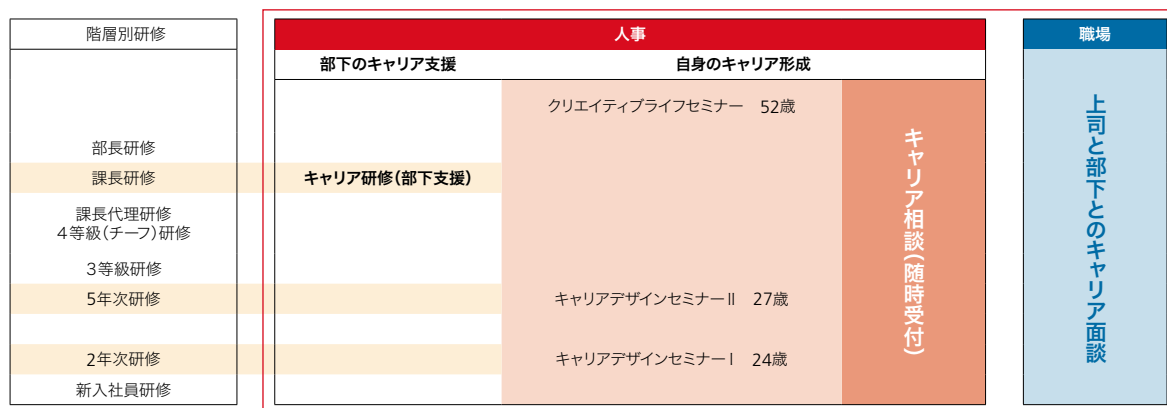 階層別研修
人事
職場
部下のキャリア支援
自身のキャリア形成
クリエイティブライフセミナー 52歳
部長研修
課長研修
キャリア研修（部下支援）
課長代理研修
4等級（チーフ）研修
3等級研修
5年次研修
キャリアデザインセミナーⅡ 27歳
2年次研修
キャリアデザインセミナーⅠ 24歳
新入社員研修
キャリア相談（随時受付）
上司と部下とのキャリア面談